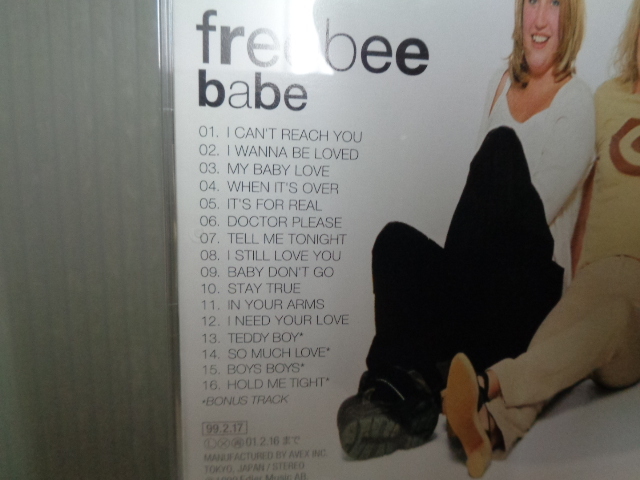 freebee
babe
01. I CAN'T REACH YOU
02. I WANNA BE LOVED
03. MY BABY LOVE
04. WHEN IT'S OVER
05. IT'S FOR REAL
06. DOCTOR PLEASE
07. TELL ME TONIGHT
08. I STILL LOVE YOU
09. BABY DON'T GO
10. STAY TRUE
11. IN YOUR ARMS
12. I NEED YOUR LOVE
13. TEDDY BOY*
14. SO MUCH LOVE*
15. BOYS BOYS*
16. HOLD ME TIGHT*
*BONUS TRACK
99.2.17
01.2.16 まで
MANUFACTURED BY AVEX INC.
TOKYO, JAPAN / STEREO
Music AB